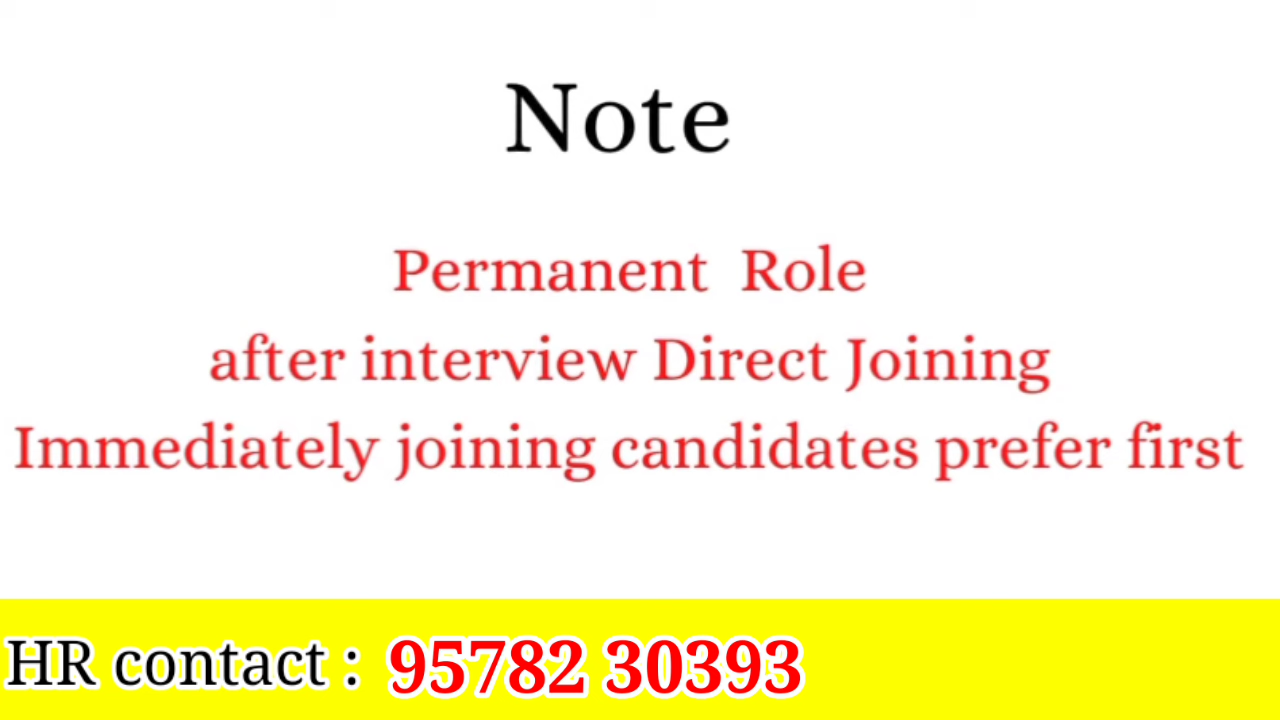 Note
Permanent Role
after interview Direct Joining
Immediately joining candidates prefer first
HR contact : 95782 30393